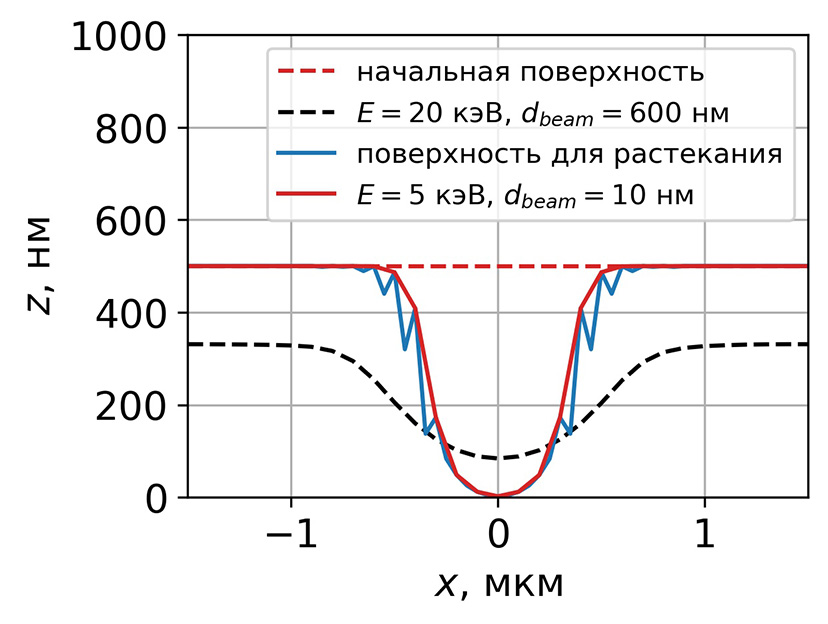 1000
800
600
400
200
0
z, нм
начальная поверхность
E = 20 кэВ, d_beam = 600 нм
поверхность для растекания
E = 5 кэВ, d_beam = 10 нм
−1 0 1
x, мкм